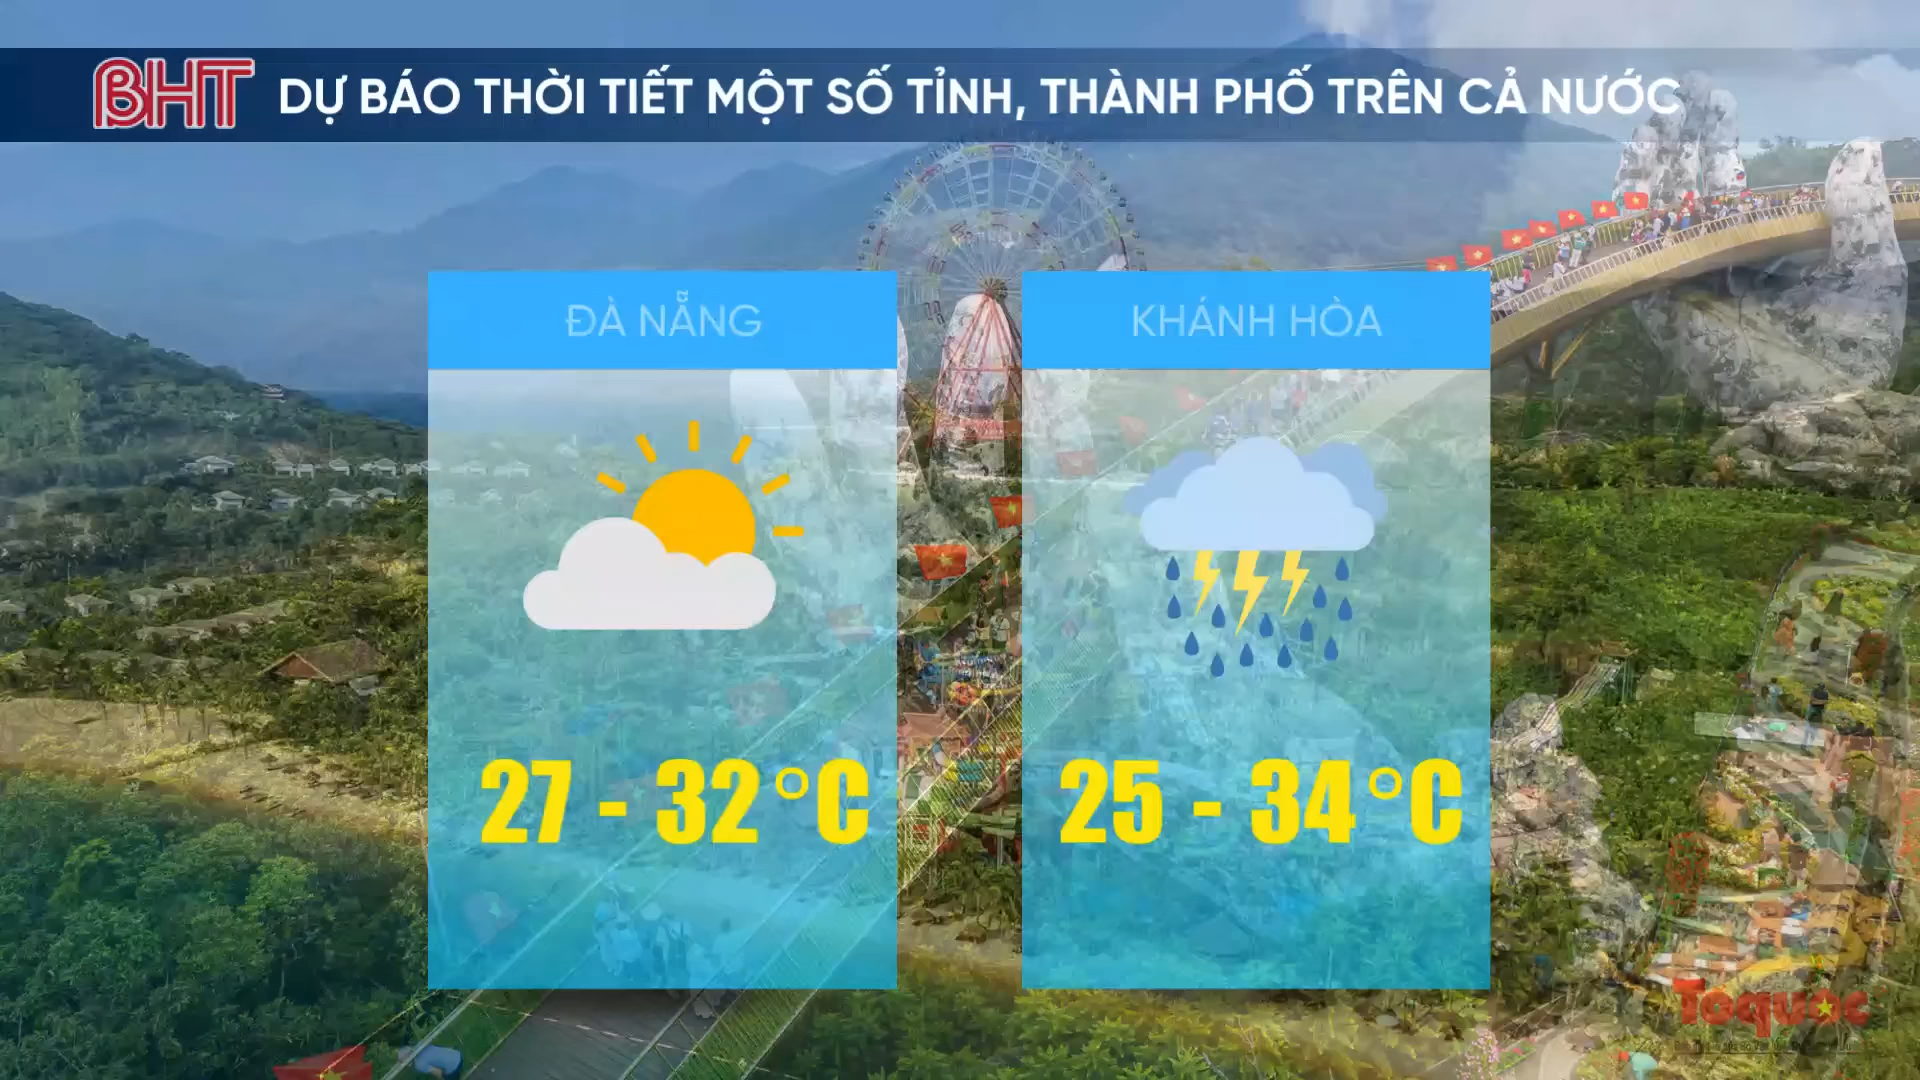 BHT DỰ BÁO THỜI TIẾT MỘT SỐ TỈNH, THÀNH PHỐ TRÊN CẢ NƯỚC
ĐÀ NẴNG
KHÁNH HÒA
27 - 32°C
25 - 34°C
Toquoc